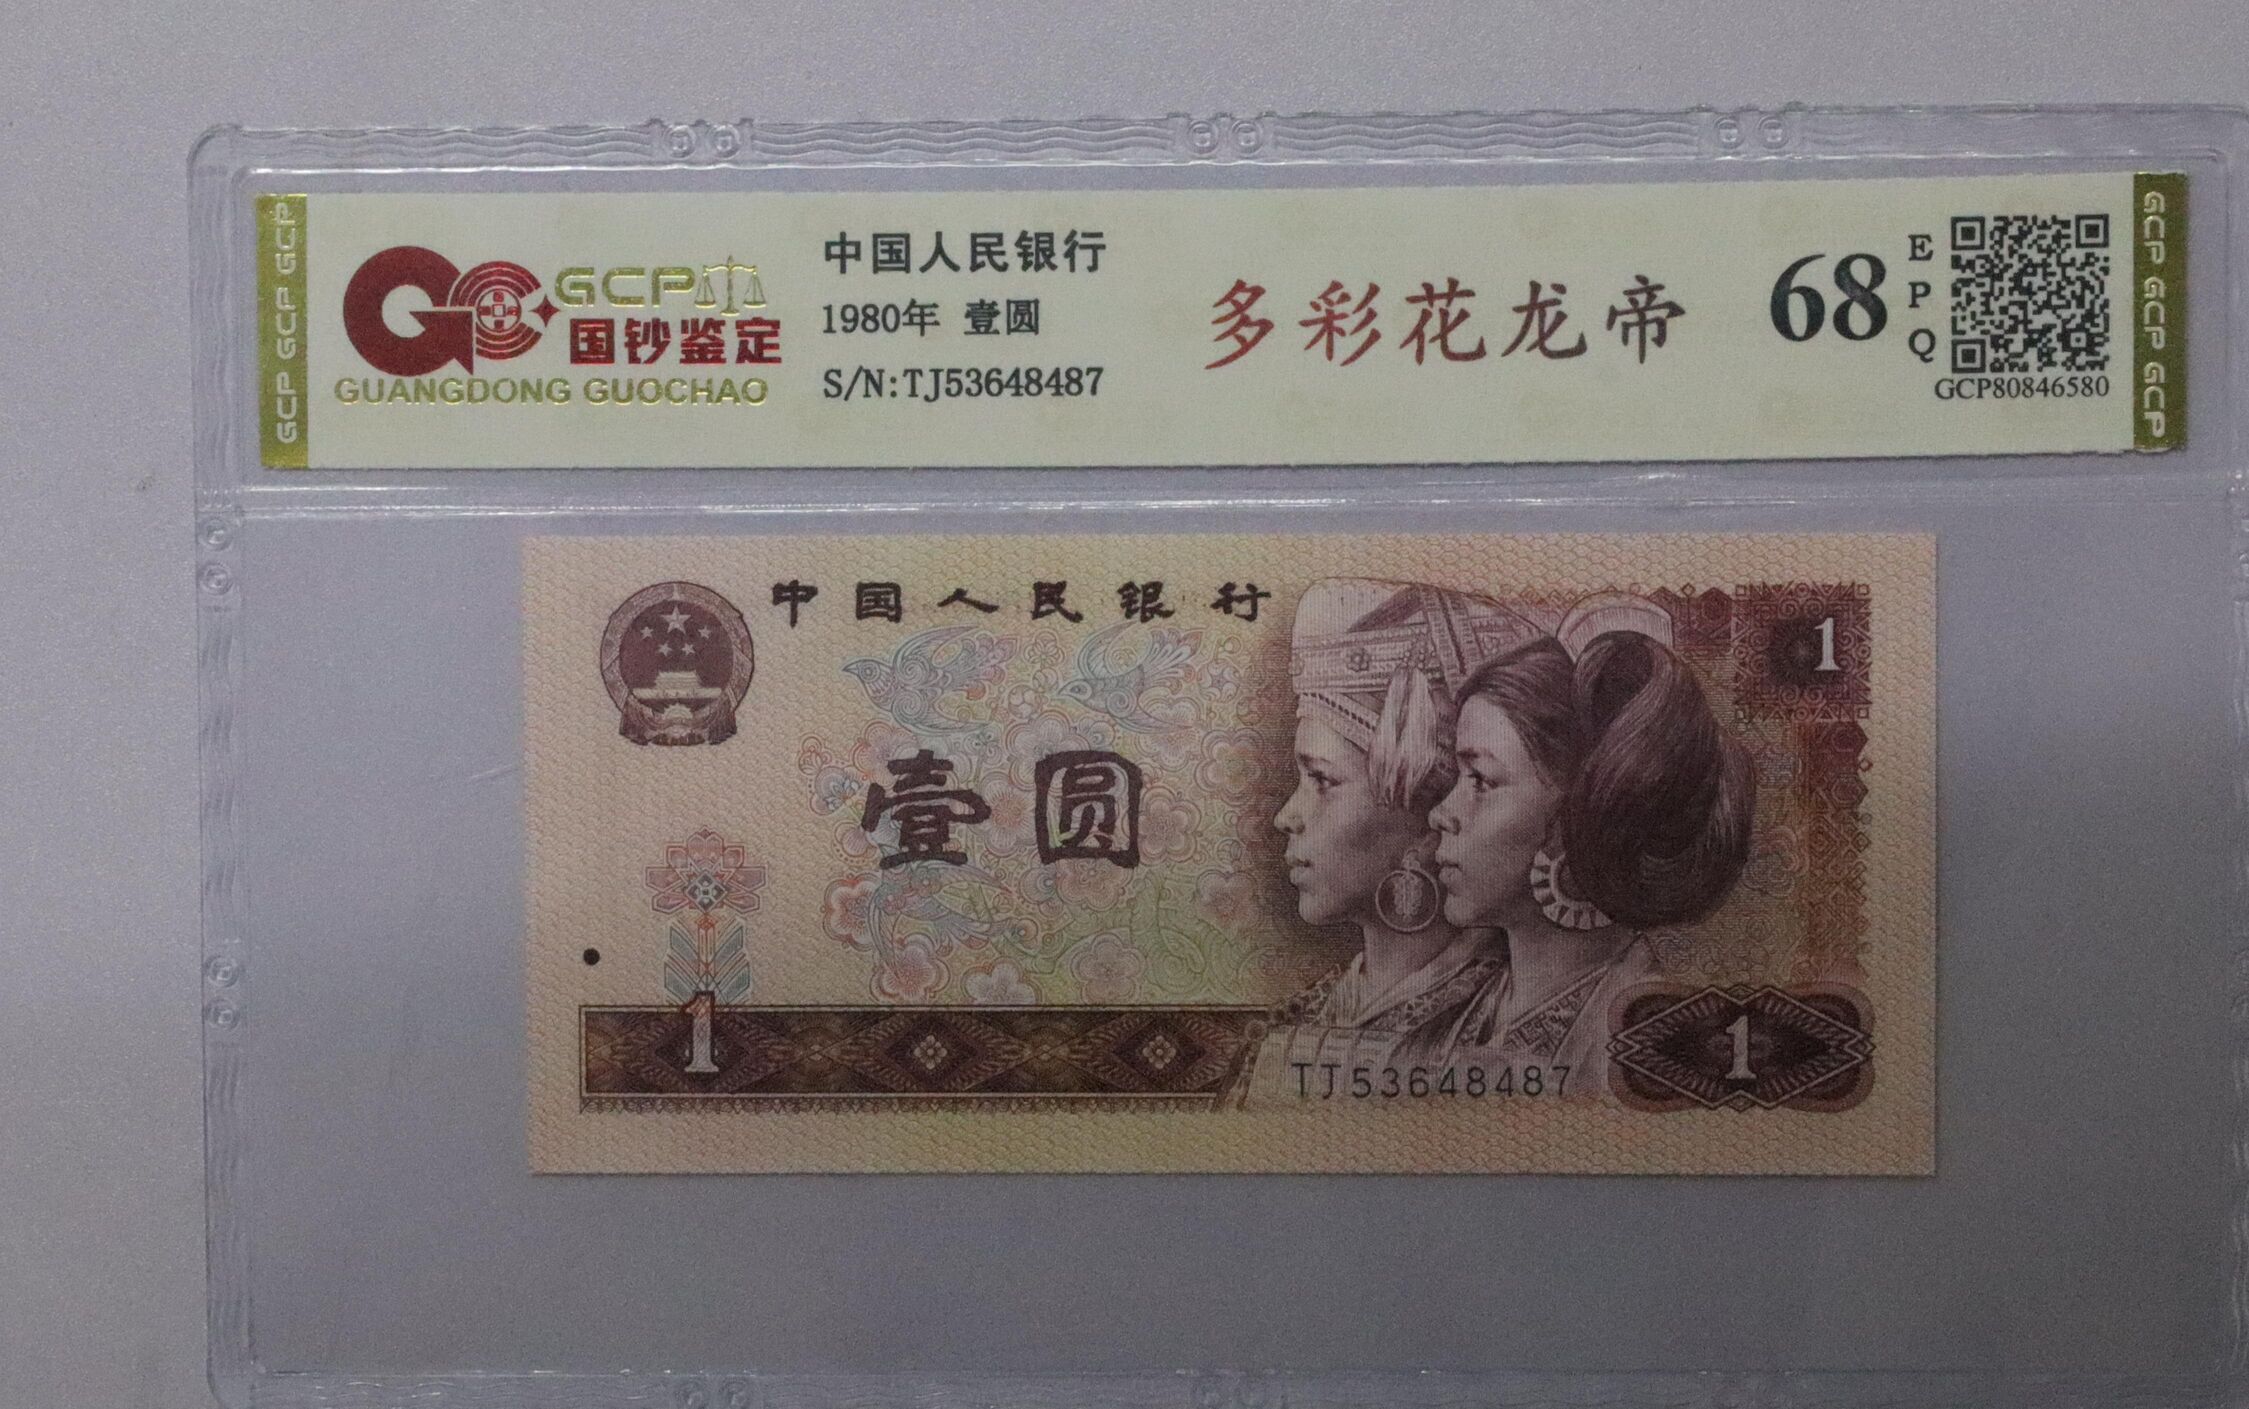 GCP GCP GCP
GCP
国钞鉴定
GUANGDONG GUOCHAO
中国人民银行
1980年 壹圆
S/N:TJ53648487
多彩花龙帝
68
EPQ
GCP80846580
GCP GCP GCP
中国人民银行
1
壹圆
1
1
TJ53648487